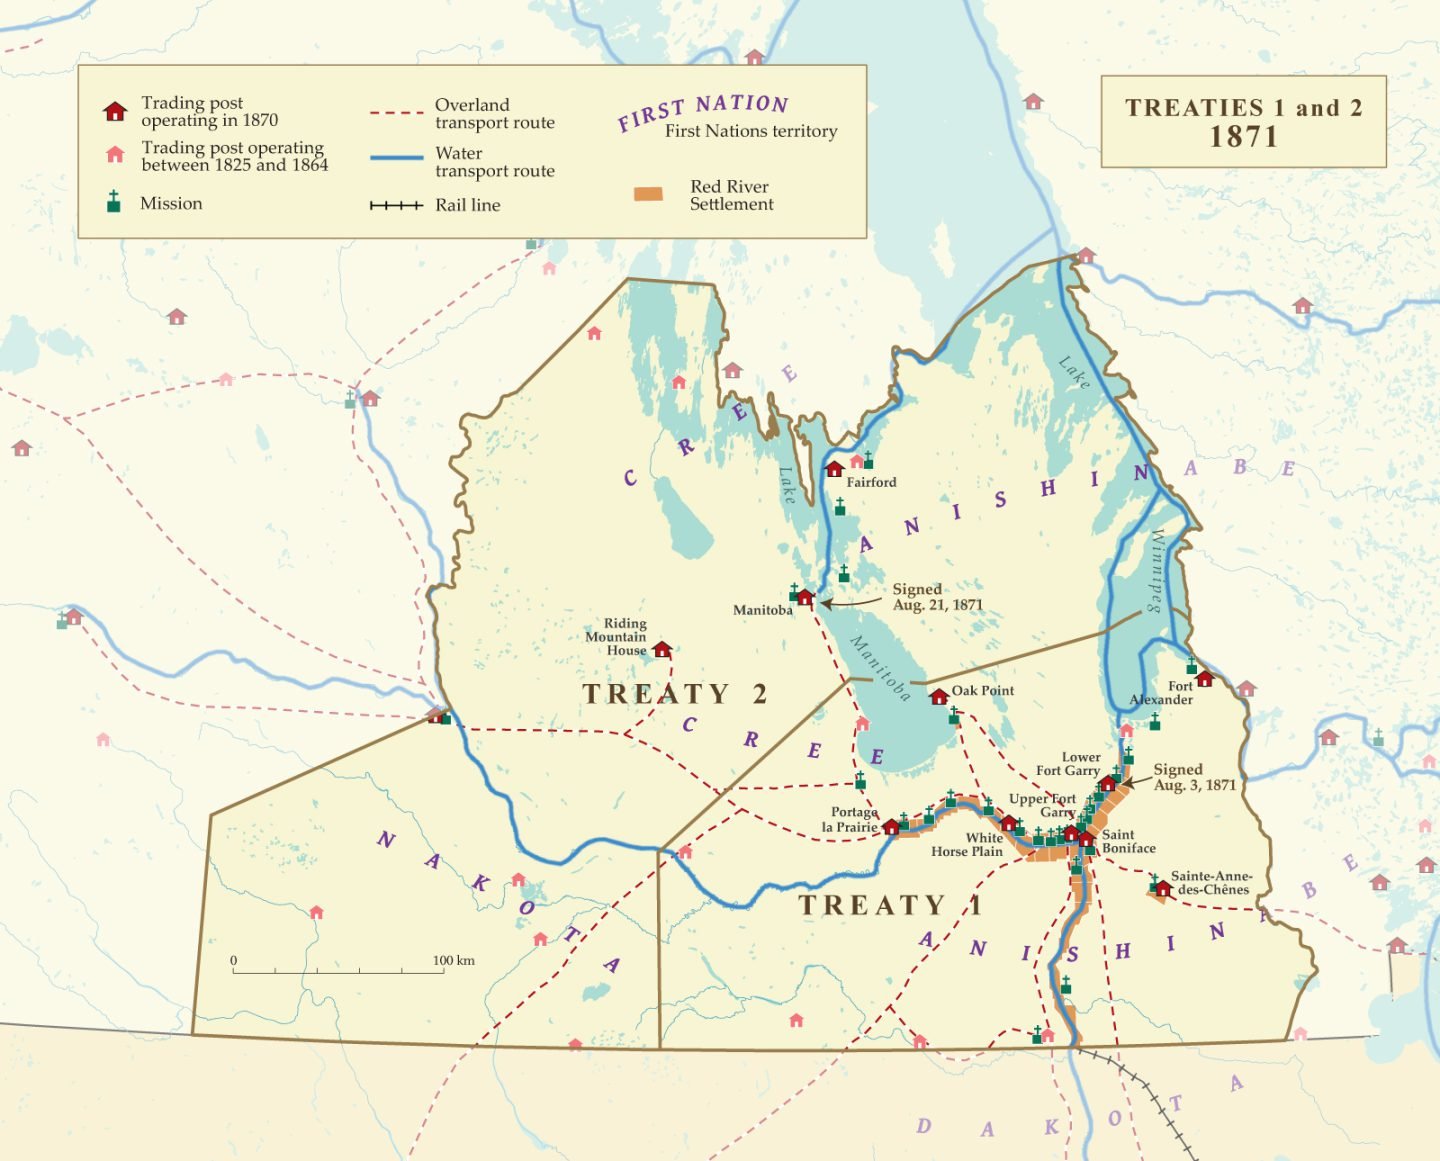 Trading post
operating in 1870
Trading post operating
between 1825 and 1864
Mission
Overland
transport route
Water
transport route
Rail line
FIRST NATION
First Nations territory
Red River
Settlement
TREATIES 1 and 2
1871
CREE
Lake
Winnipeg
ANISHINABE
Lake
Manitoba
Fairford
Manitoba
Signed
Aug. 21, 1871
Riding
Mountain
House
TREATY 2
CREE
Oak Point
Fort
Alexander
Lower
Fort Garry
Signed
Aug. 3, 1871
Upper Fort
Garry
Portage
la Prairie
White
Horse Plain
Saint
Boniface
Sainte-Anne-
des-Chênes
TREATY 1
ANISHINABE
NAKOTA
0 100 km
DAKOTA